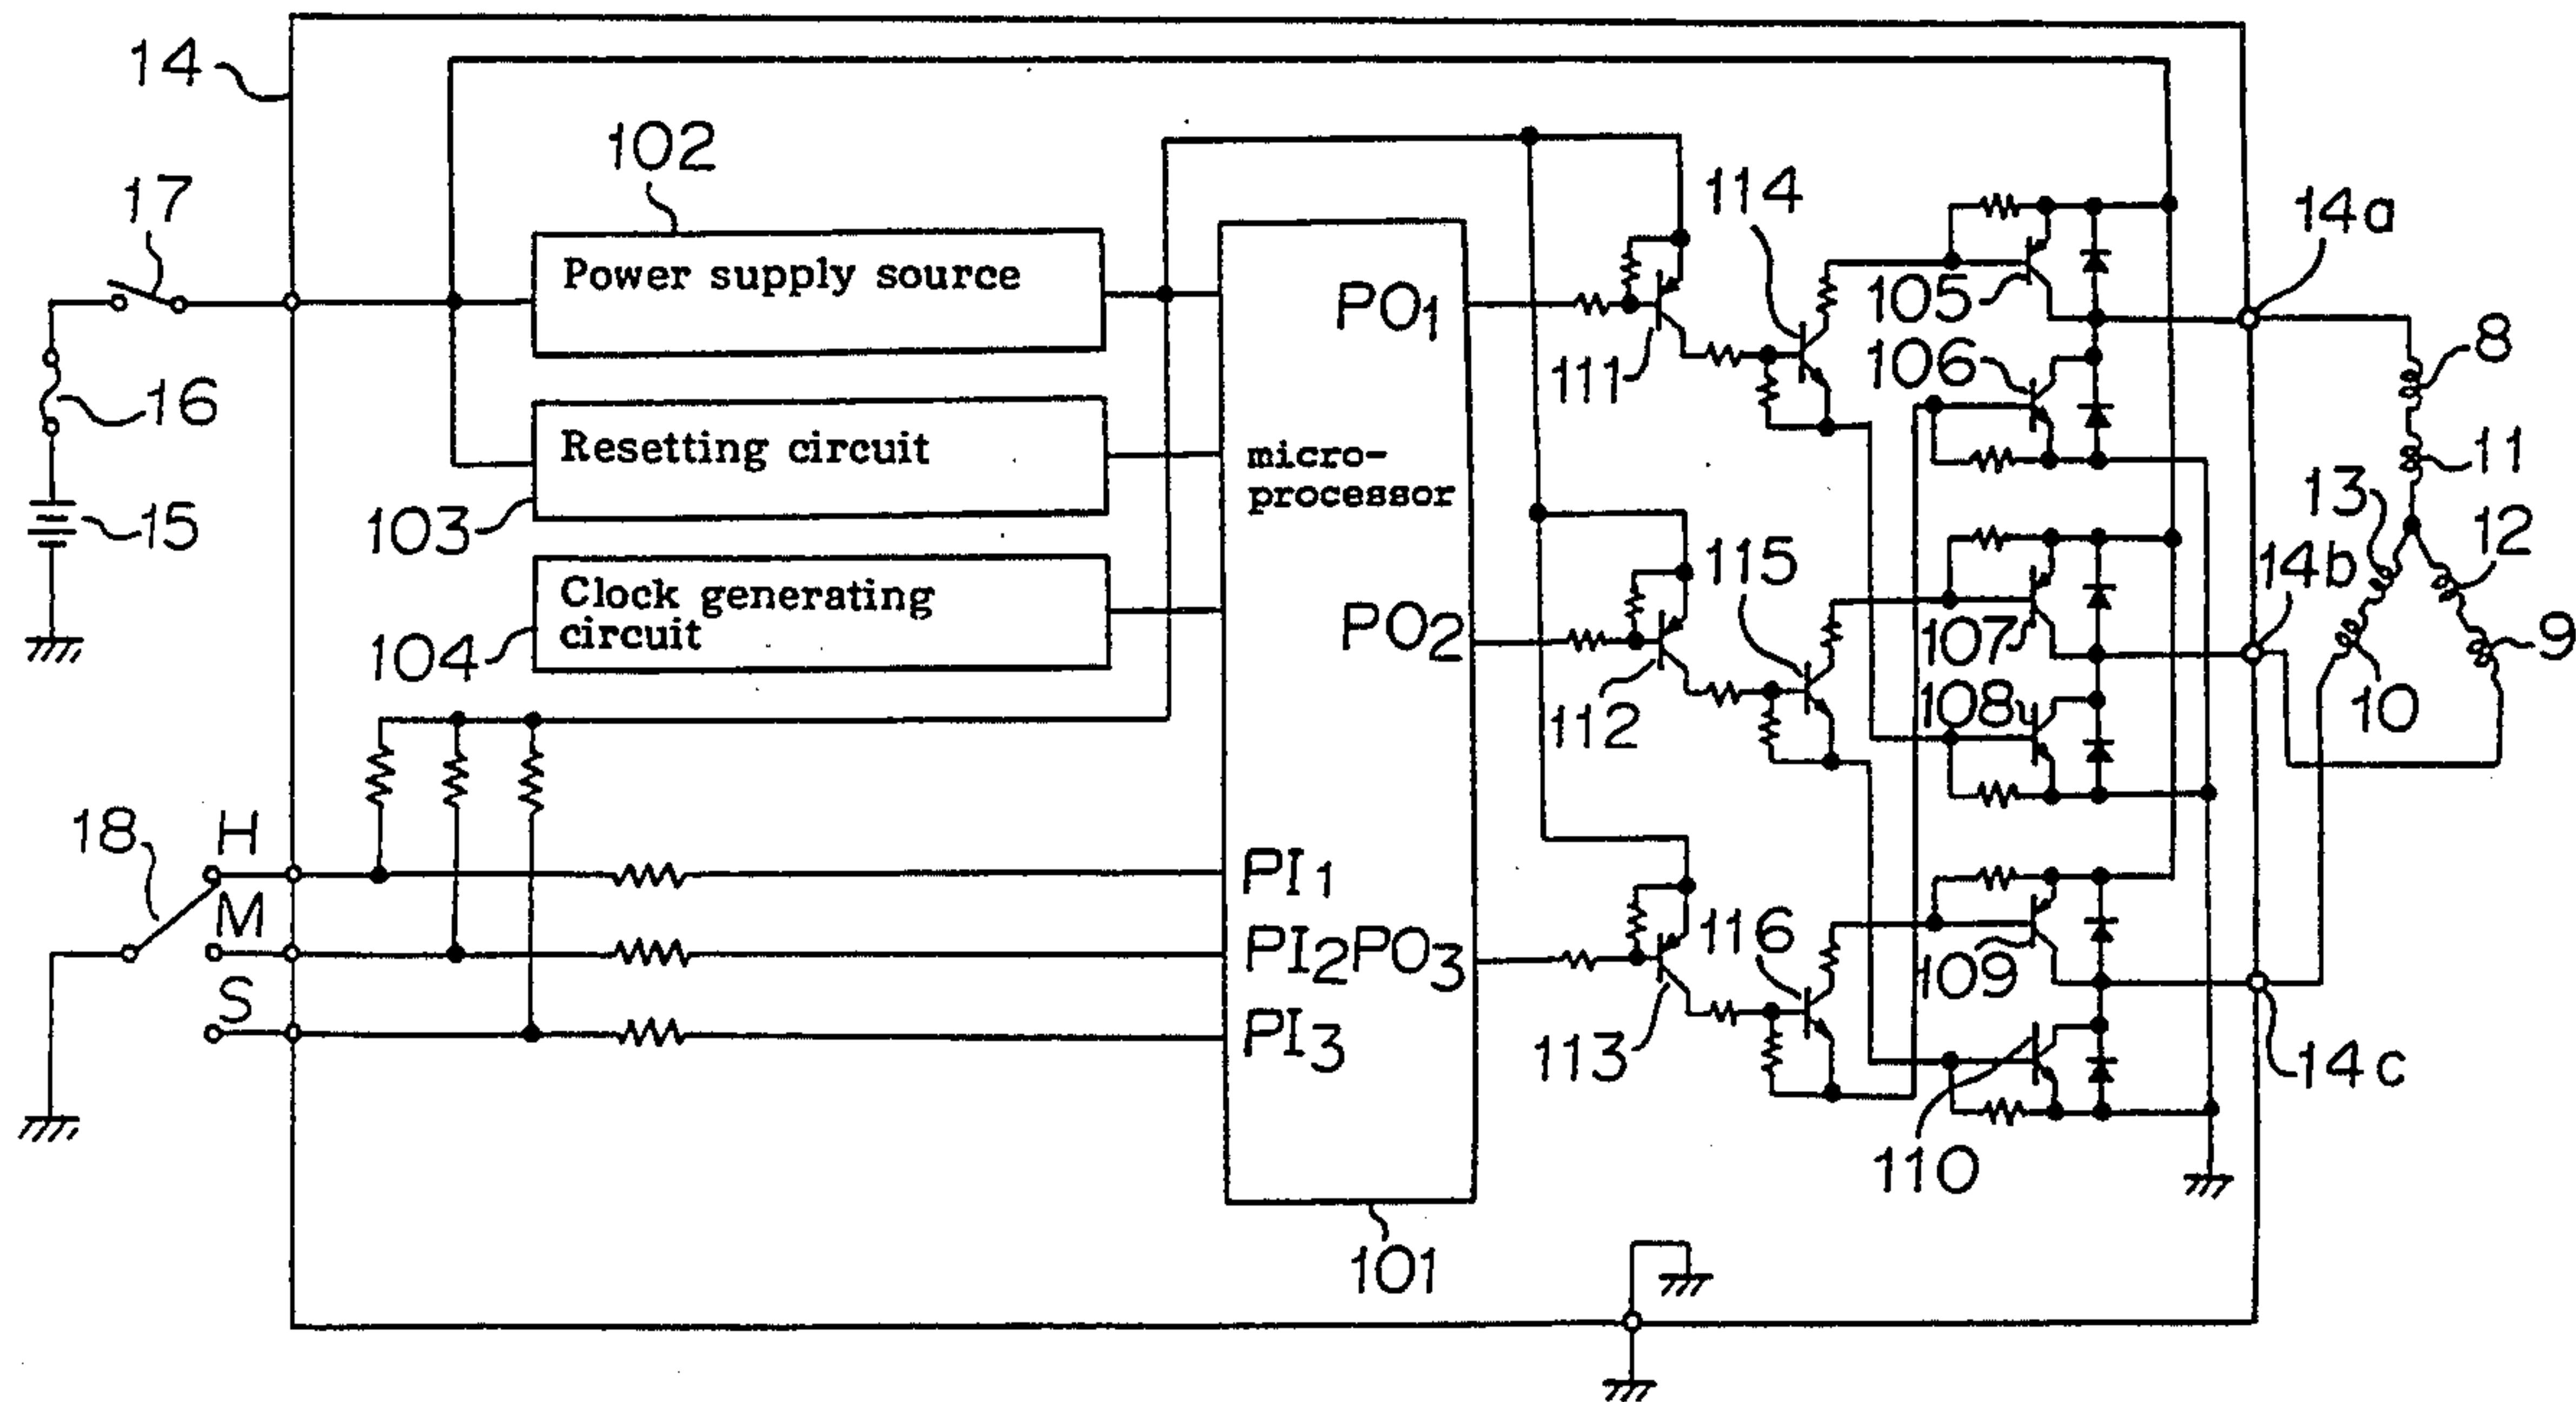 14
102
17
Power supply source
114
14a
PO1
105
8
111
106
16
Resetting circuit
micro-
processor
11
13
12
15
103
115
14b
Clock generating
circuit
PO2
107
9
104
112
108
10
18
H
PI1
M
116
PI2
PO3
109
S
PI3
113
14c
110
101